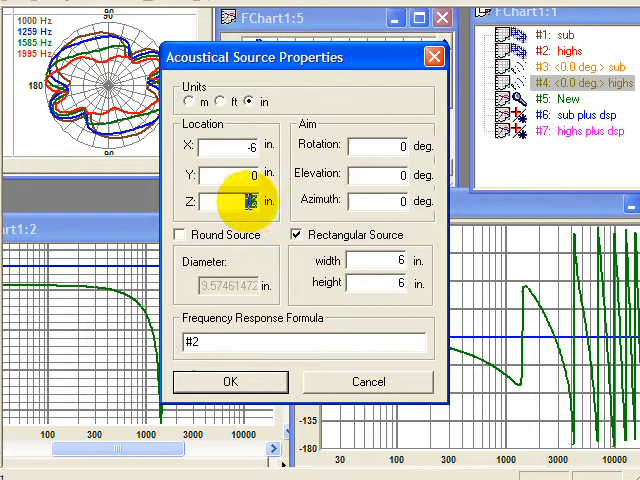 1000 Hz
1259 Hz
1585 Hz
1995 Hz
180
FChart1:5
FChart1:1
#1: sub
#2: highs
#3: <0.0 deg.> sub
#4: <0.0 deg.> highs
#5: New
#6: sub plus dsp
#7: highs plus dsp
Acoustical Source Properties
Units
m ft in
Location
X: -6 in.
Y: 0 in.
Z: in.
Aim
Rotation: 0 deg.
Elevation: 0 deg.
Azimuth: 0 deg.
Round Source
Diameter:
9.57461472 in.
Rectangular Source
width 6 in.
height 6 in.
Frequency Response Formula
#2
OK Cancel
t1:2
100 300 1000 3000 10000
-135
-180
30 100 300 1000 3000 10000